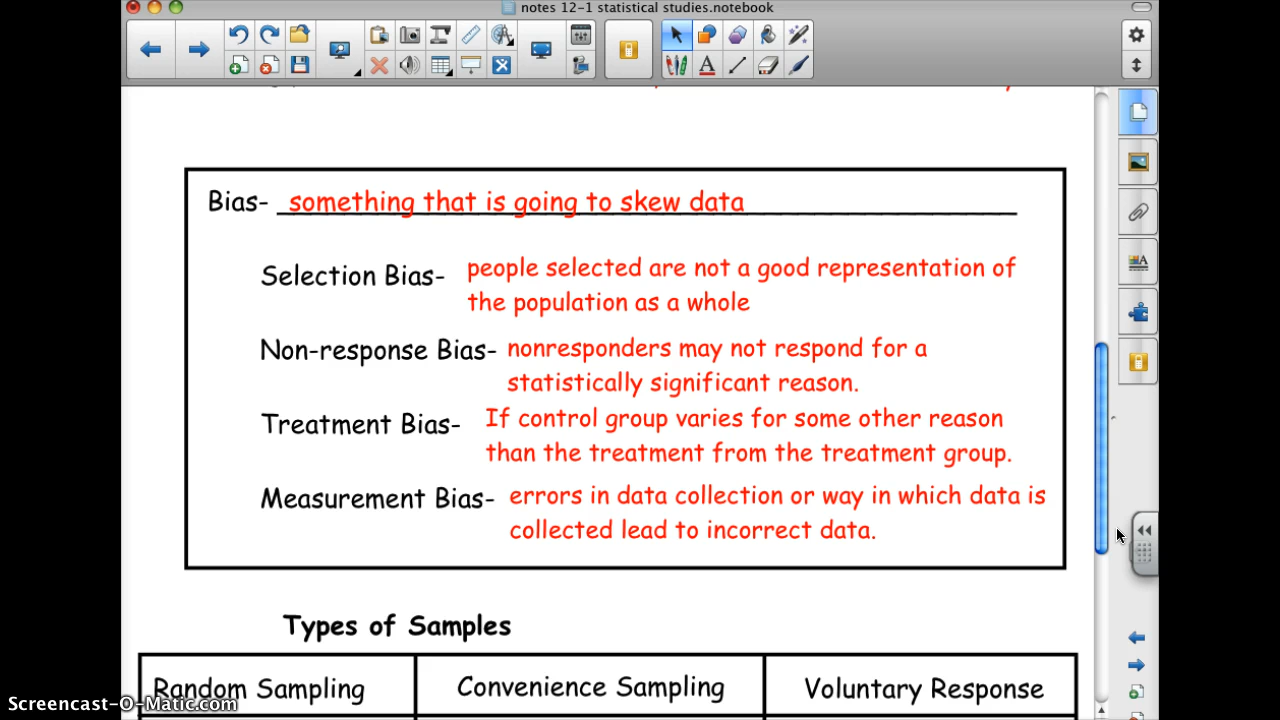 notes 12-1 statistical studies.notebook
Bias- something that is going to skew data
Selection Bias- people selected are not a good representation of
the population as a whole
Non-response Bias- nonresponders may not respond for a
statistically significant reason.
Treatment Bias- If control group varies for some other reason
than the treatment from the treatment group.
Measurement Bias- errors in data collection or way in which data is
collected lead to incorrect data.
Types of Samples
Random Sampling
Convenience Sampling
Voluntary Response
Screencast-O-Matic.com